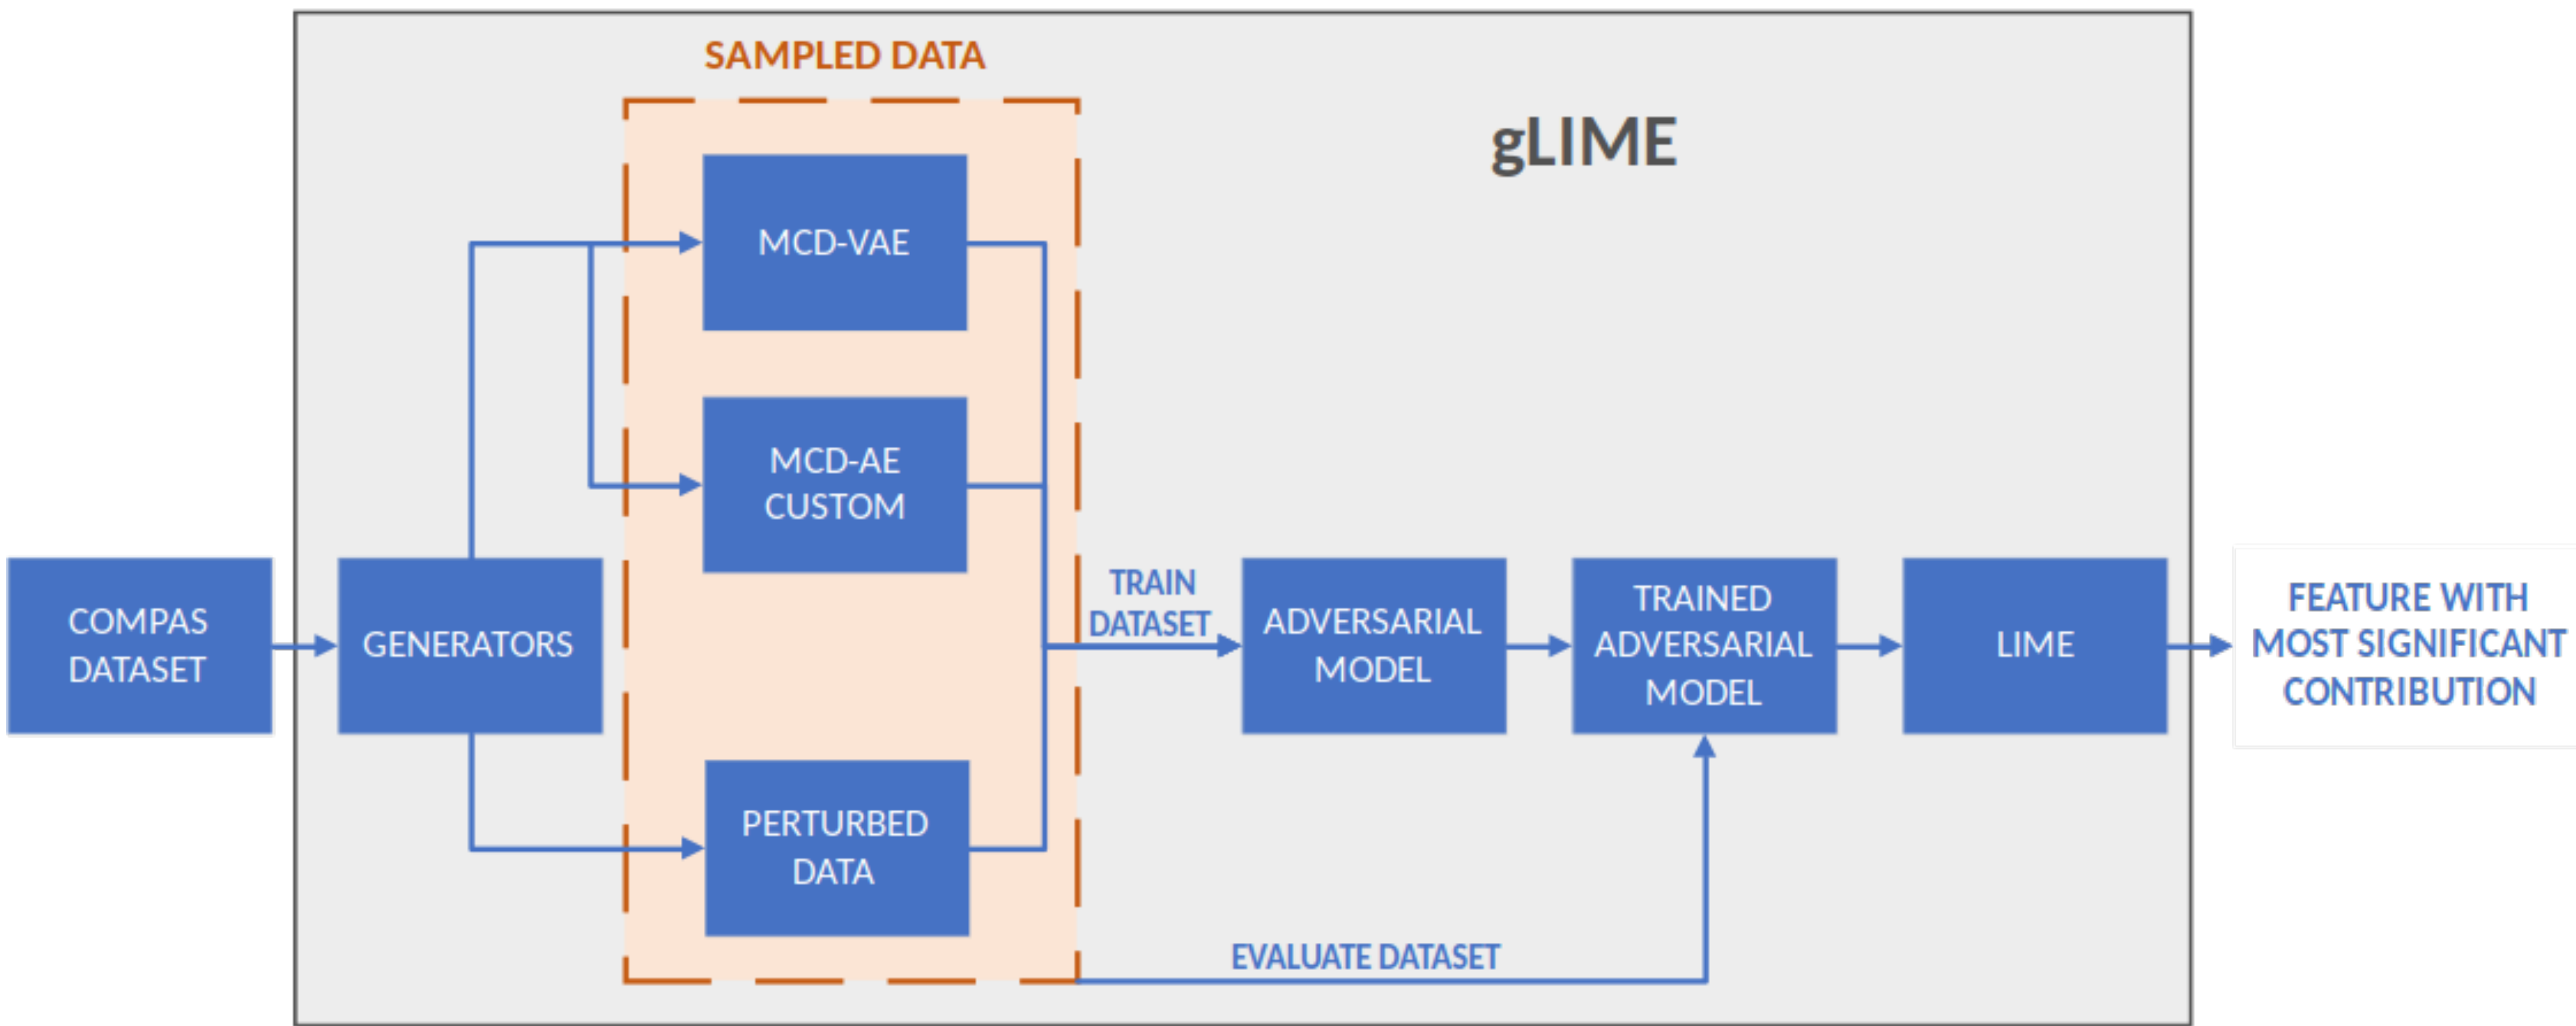 SAMPLED DATA
gLIME
MCD-VAE
MCD-AE
CUSTOM
COMPAS
DATASET
GENERATORS
TRAIN
DATASET
ADVERSARIAL
MODEL
TRAINED
ADVERSARIAL
MODEL
LIME
FEATURE WITH
MOST SIGNIFICANT
CONTRIBUTION
PERTURBED
DATA
EVALUATE DATASET